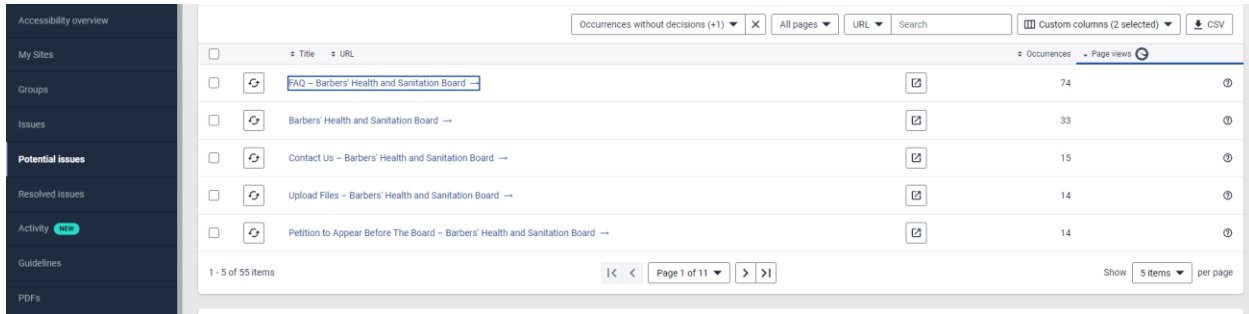 Accessibility overview
My Sites
Groups
Issues
Potential issues
Resolved issues
Activity NEW
Guidelines
PDFs
Occurrences without decisions (+1) All pages URL Search Custom columns (2 selected) CSV
Title URL Occurrences Page views
FAQ – Barbers' Health and Sanitation Board → 74
Barbers' Health and Sanitation Board → 33
Contact Us – Barbers' Health and Sanitation Board → 15
Upload Files – Barbers' Health and Sanitation Board → 14
Petition to Appear Before The Board – Barbers' Health and Sanitation Board → 14
1 - 5 of 55 items Page 1 of 11 Show 5 items per page